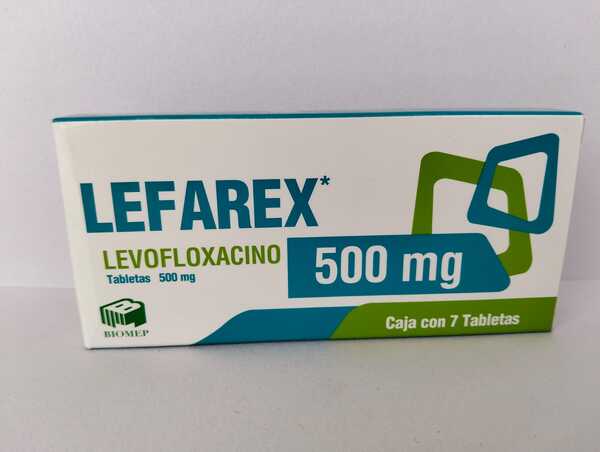 LEFAREX*
LEVOFLOXACINO
Tabletas 500 mg
500 mg
BIOMEP
Caja con 7 Tabletas